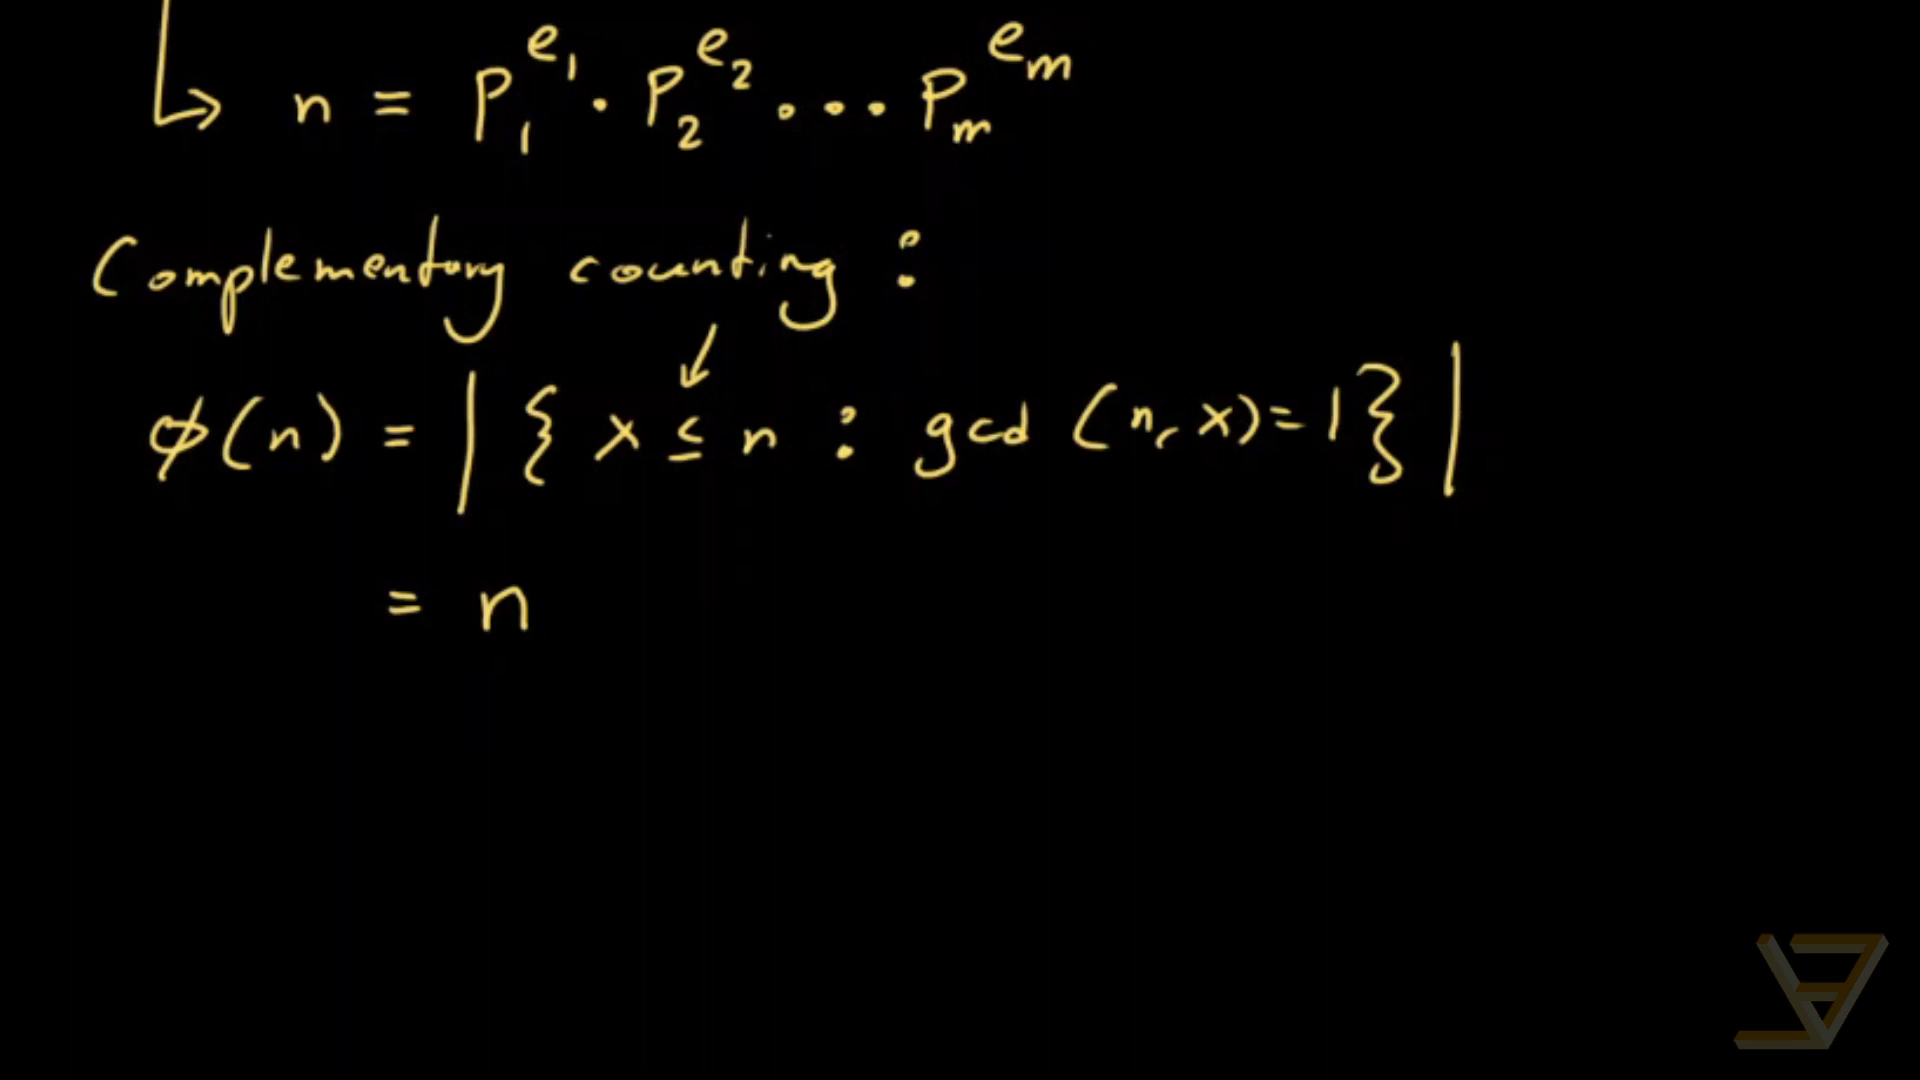 n = P₁^e₁ · P₂^e₂ · ... Pₘ^eₘ
Complementary counting :
φ(n) = | { x ≤ n : gcd (n, x) = 1 } |
= n